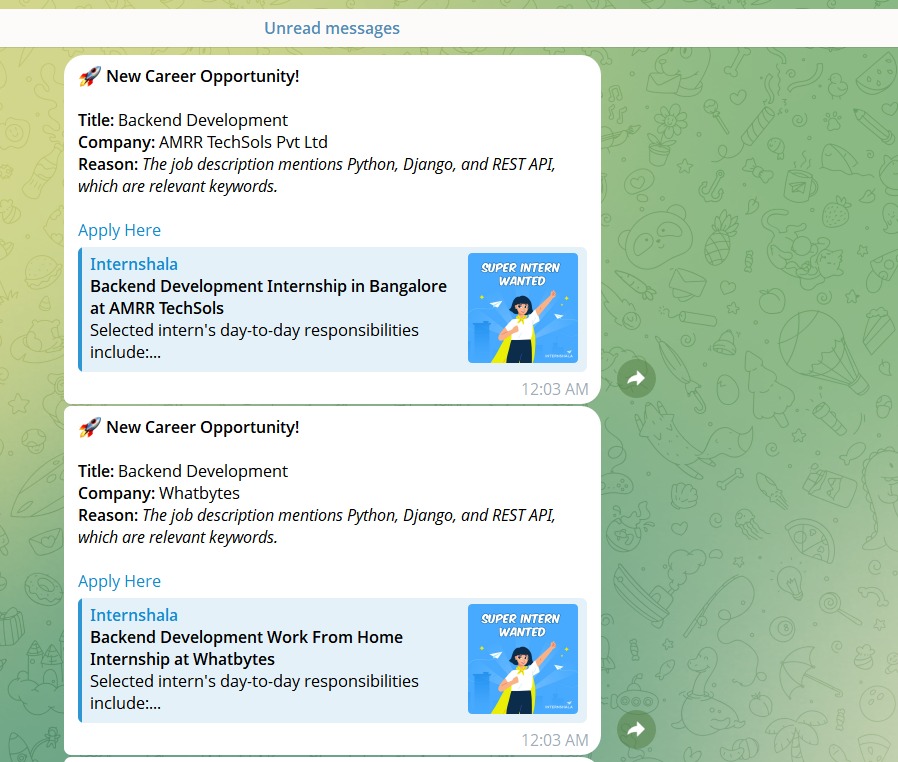 Unread messages
🚀 New Career Opportunity!
Title: Backend Development
Company: AMRR TechSols Pvt Ltd
Reason: The job description mentions Python, Django, and REST API,
which are relevant keywords.
Apply Here
Internshala
Backend Development Internship in Bangalore
at AMRR TechSols
Selected intern's day-to-day responsibilities
include:...
SUPER INTERN
WANTED
INTERNSHALA
12:03 AM
🚀 New Career Opportunity!
Title: Backend Development
Company: Whatbytes
Reason: The job description mentions Python, Django, and REST API,
which are relevant keywords.
Apply Here
Internshala
Backend Development Work From Home
Internship at Whatbytes
Selected intern's day-to-day responsibilities
include:...
SUPER INTERN
WANTED
INTERNSHALA
12:03 AM